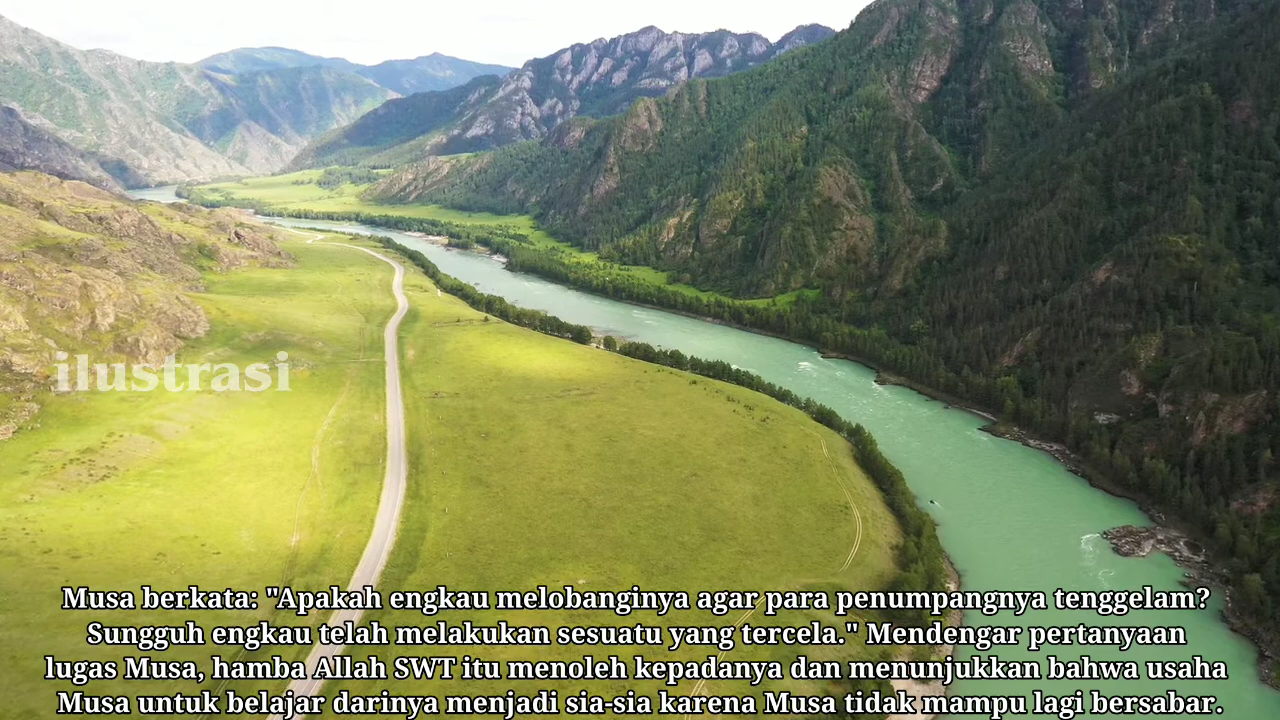 ilustrasi
Musa berkata: "Apakah engkau melobanginya agar para penumpangnya tenggelam?
Sungguh engkau telah melakukan sesuatu yang tercela." Mendengar pertanyaan
lugas Musa, hamba Allah SWT itu menoleh kepadanya dan menunjukkan bahwa usaha
Musa untuk belajar darinya menjadi sia-sia karena Musa tidak mampu lagi bersabar.